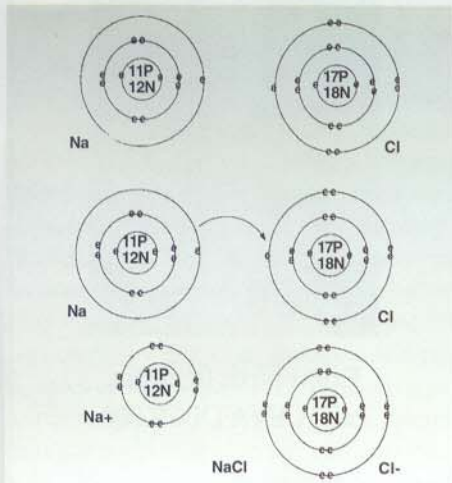 11P 17P
12N 18N
Na Cl
11P 17P
12N 18N
Na Cl
11P
12N 17P
18N
Na+
NaCl Cl-